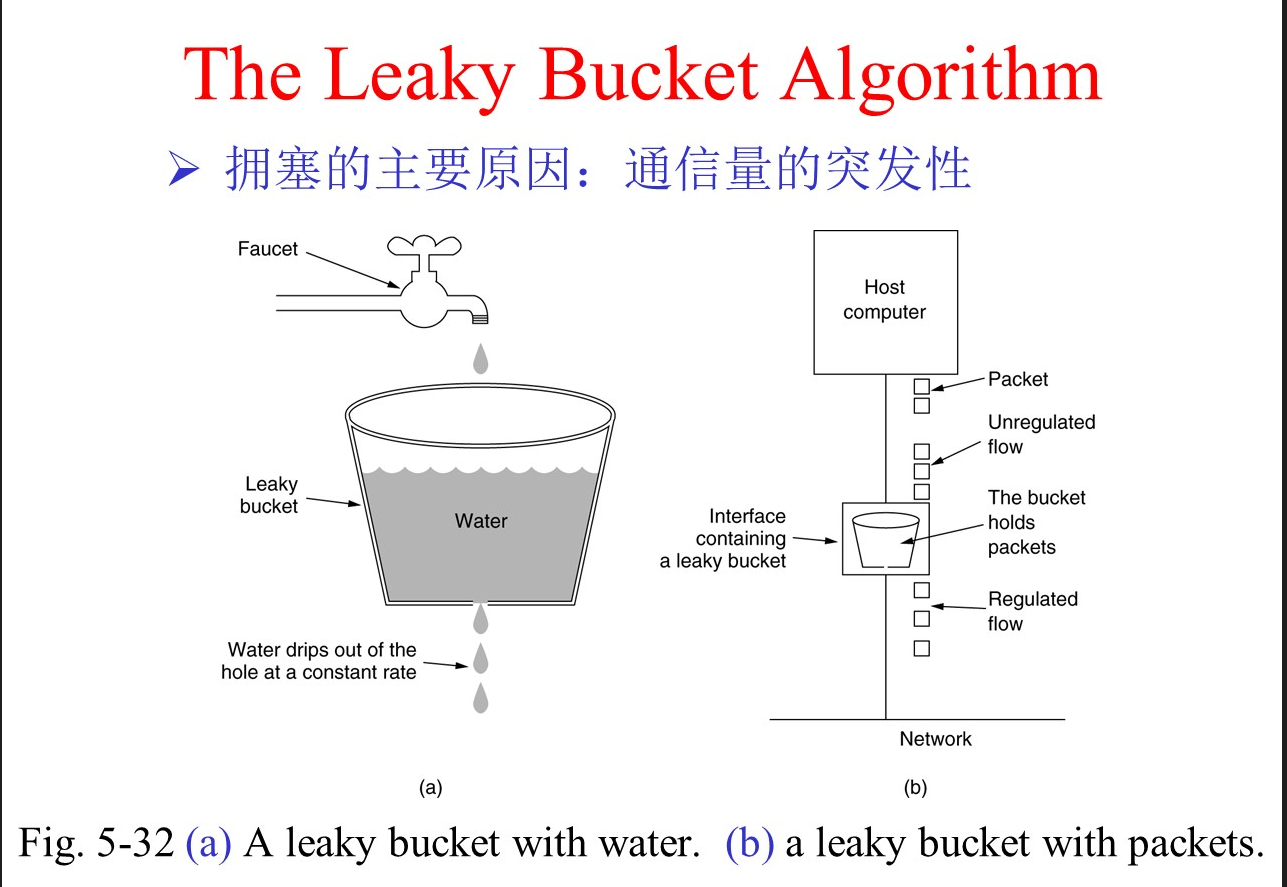 The Leaky Bucket Algorithm
➢ 拥塞的主要原因：通信量的突发性
Faucet
Leaky
bucket
Water
Water drips out of the
hole at a constant rate
(a)
Host
computer
Packet
Unregulated
flow
The bucket
holds
packets
Interface
containing
a leaky bucket
Regulated
flow
Network
(b)
Fig. 5-32 (a) A leaky bucket with water. (b) a leaky bucket with packets.